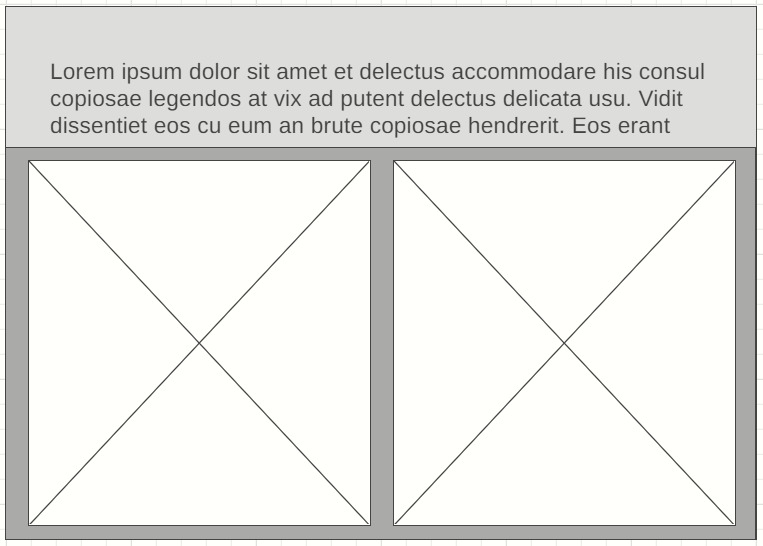 Lorem ipsum dolor sit amet et delectus accommodare his consul
copiosae legendos at vix ad putent delectus delicata usu. Vidit
dissentiet eos cu eum an brute copiosae hendrerit. Eos erant